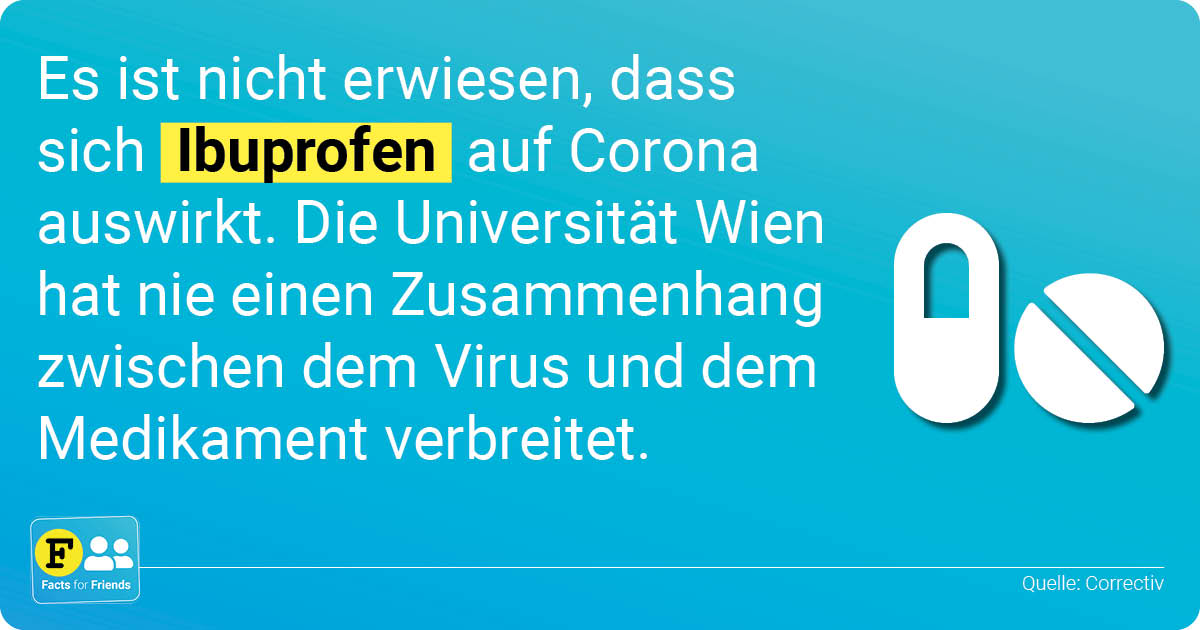 Es ist nicht erwiesen, dass
sich Ibuprofen auf Corona
auswirkt. Die Universität Wien
hat nie einen Zusammenhang
zwischen dem Virus und dem
Medikament verbreitet.
F
Facts for Friends
Quelle: Correctiv